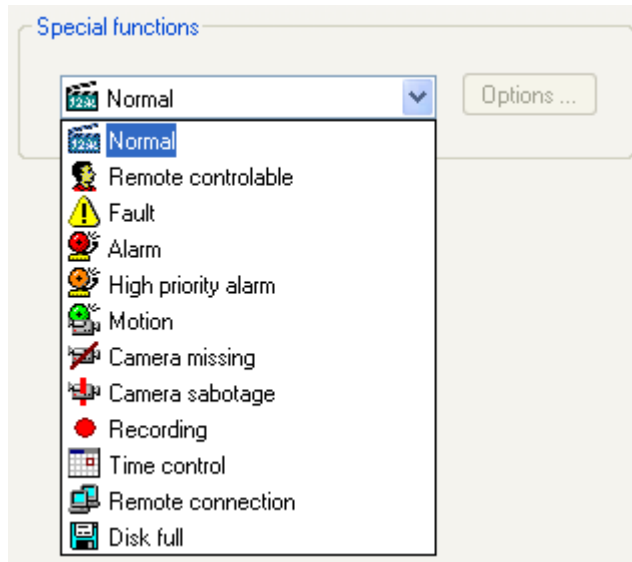 Special functions
Normal
Options ...
Normal
Remote controlable
Fault
Alarm
High priority alarm
Motion
Camera missing
Camera sabotage
Recording
Time control
Remote connection
Disk full